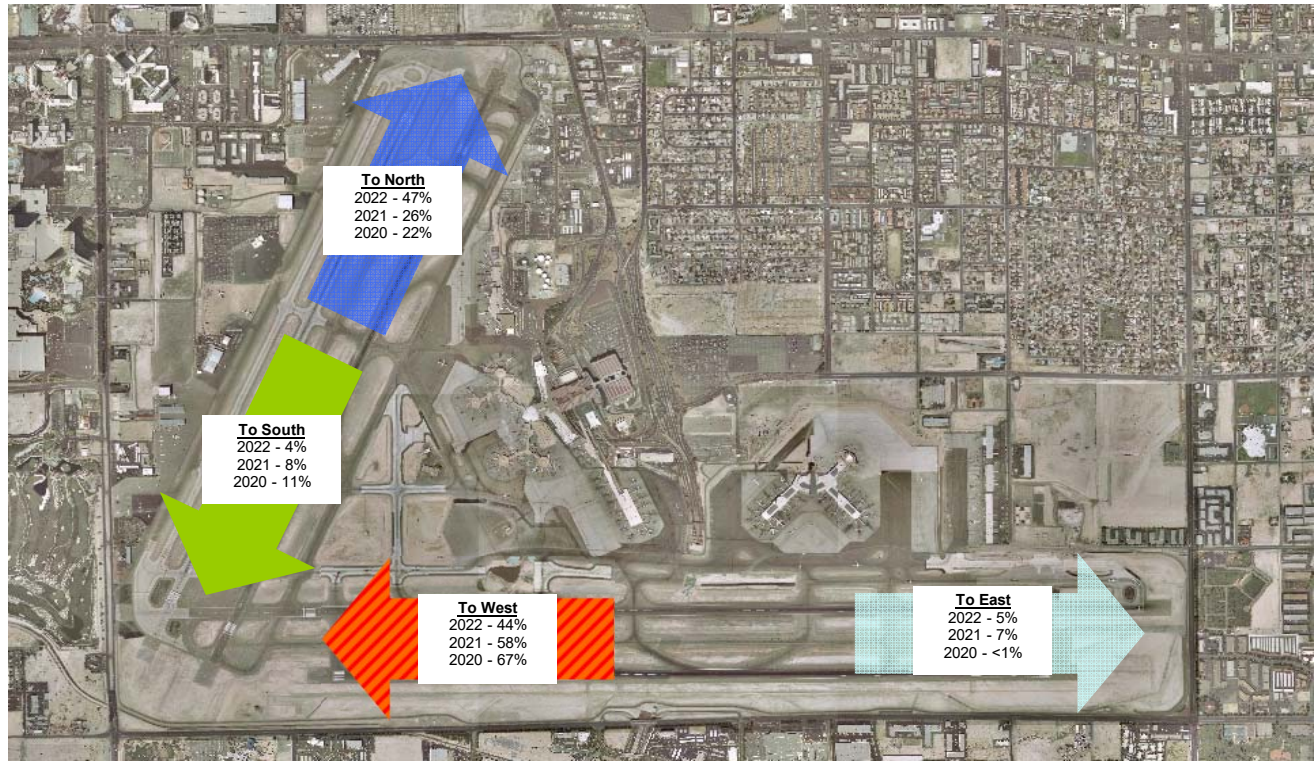 To North
2022 - 47%
2021 - 26%
2020 - 22%
To South
2022 - 4%
2021 - 8%
2020 - 11%
To West
2022 - 44%
2021 - 58%
2020 - 67%
To East
2022 - 5%
2021 - 7%
2020 - <1%